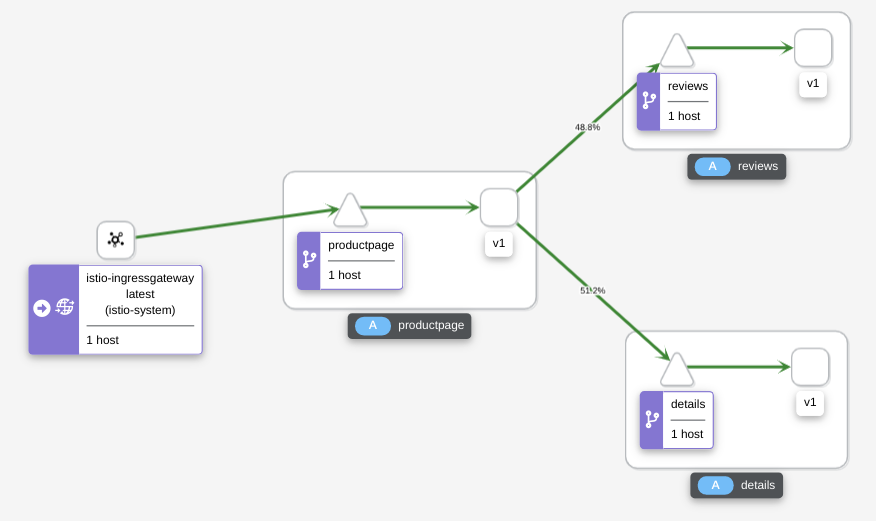 istio-ingressgateway
latest
(istio-system)
1 host
productpage
1 host
v1
A productpage
48.8%
51.2%
reviews
1 host
v1
A reviews
details
1 host
v1
A details